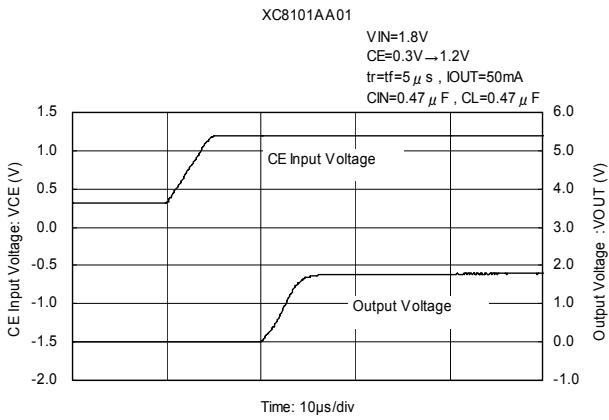 XC8101AA01
VIN=1.8V
CE=0.3V→1.2V
tr=tf=5 μ s , IOUT=50mA
CIN=0.47 μ F , CL=0.47 μ F
CE Input Voltage: VCE (V)
1.5
1.0
0.5
0.0
-0.5
-1.0
-1.5
-2.0
CE Input Voltage
Output Voltage
6.0
5.0
4.0
3.0
2.0
1.0
0.0
-1.0
Output Voltage :VOUT (V)
Time: 10μs/div